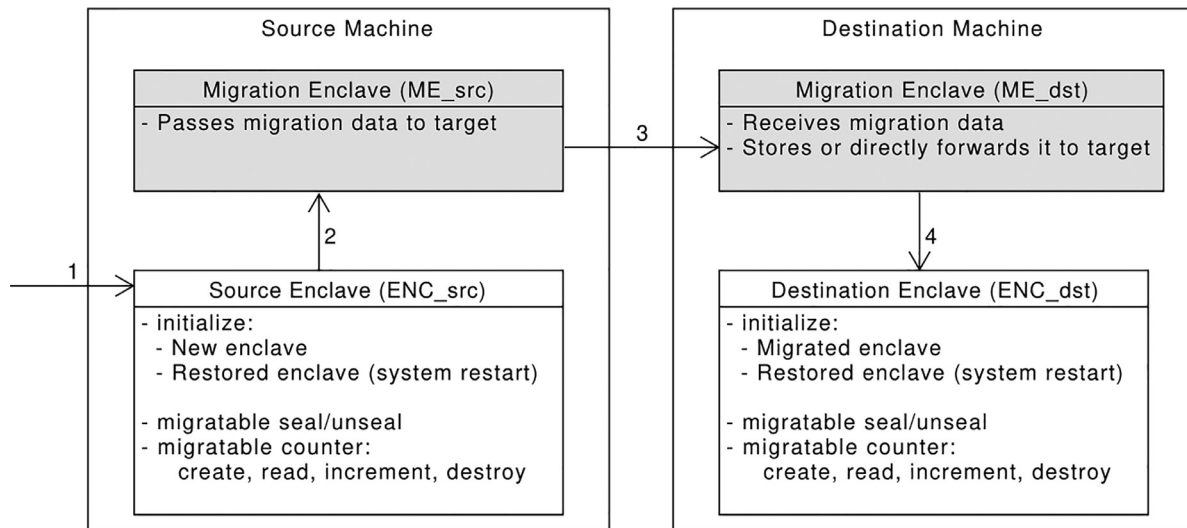 Source Machine
Migration Enclave (ME_src)
- Passes migration data to target
2
1
Source Enclave (ENC_src)
- initialize:
- New enclave
- Restored enclave (system restart)
- migratable seal/unseal
- migratable counter:
create, read, increment, destroy
3
Destination Machine
Migration Enclave (ME_dst)
- Receives migration data
- Stores or directly forwards it to target
4
Destination Enclave (ENC_dst)
- initialize:
- Migrated enclave
- Restored enclave (system restart)
- migratable seal/unseal
- migratable counter:
create, read, increment, destroy